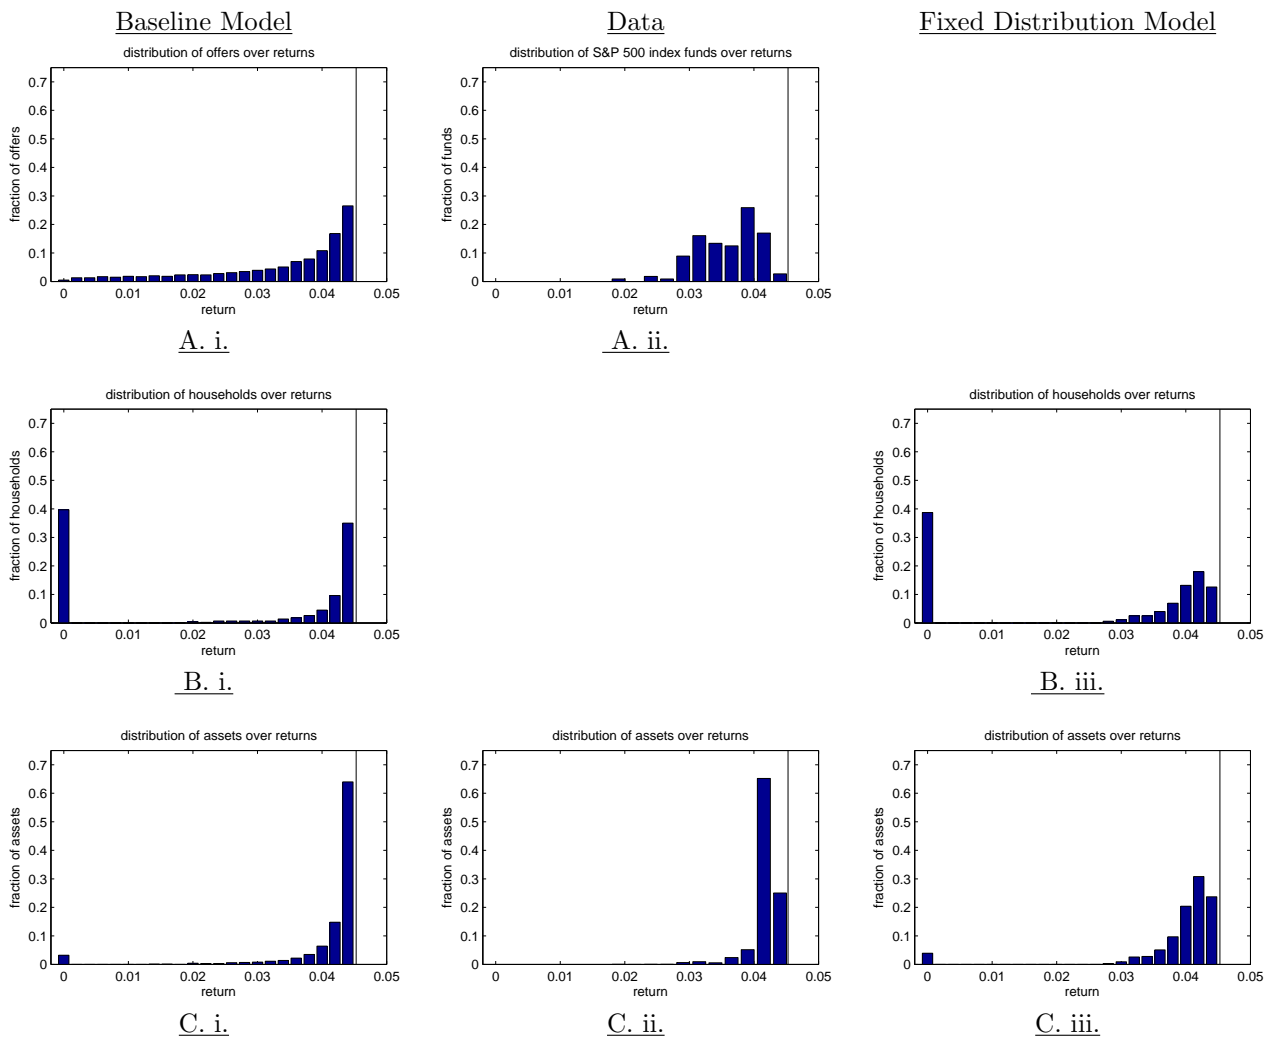 Baseline Model
Data
Fixed Distribution Model
distribution of offers over returns
fraction of offers
0.7
0.6
0.5
0.4
0.3
0.2
0.1
0
0 0.01 0.02 0.03 0.04 0.05
return
A. i.
distribution of S&P 500 index funds over returns
fraction of funds
0.7
0.6
0.5
0.4
0.3
0.2
0.1
0
0 0.01 0.02 0.03 0.04 0.05
return
A. ii.
distribution of households over returns
fraction of households
0.7
0.6
0.5
0.4
0.3
0.2
0.1
0
0 0.01 0.02 0.03 0.04 0.05
return
B. i.
distribution of households over returns
fraction of households
0.7
0.6
0.5
0.4
0.3
0.2
0.1
0
0 0.01 0.02 0.03 0.04 0.05
return
B. iii.
distribution of assets over returns
fraction of assets
0.7
0.6
0.5
0.4
0.3
0.2
0.1
0
0 0.01 0.02 0.03 0.04 0.05
return
C. i.
distribution of assets over returns
fraction of assets
0.7
0.6
0.5
0.4
0.3
0.2
0.1
0
0 0.01 0.02 0.03 0.04 0.05
return
C. ii.
distribution of assets over returns
fraction of assets
0.7
0.6
0.5
0.4
0.3
0.2
0.1
0
0 0.01 0.02 0.03 0.04 0.05
return
C. iii.